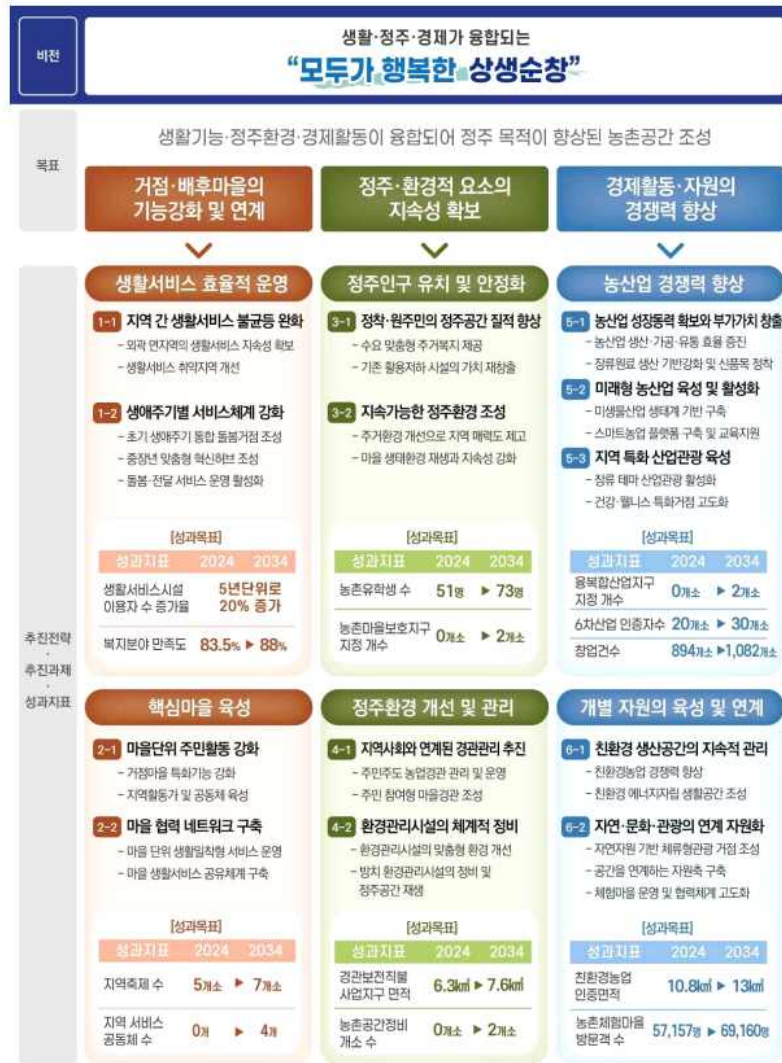 비전
생활·정주·경제가 융합되는
“모두가 행복한 상생순창”
목표
생활기능·정주환경·경제활동이 융합되어 정주 목적이 향상된 농촌공간 조성
거점·배후마을의
기능강화 및 연계
정주·환경적 요소의
지속성 확보
경제활동·자원의
경쟁력 향상
추진전략
·
추진과제
·
성과지표
생활서비스 효율적 운영
1-1 지역 간 생활서비스 불균등 완화
- 외곽 면지역의 생활서비스 지속성 확보
- 생활서비스 취약지역 개선
1-2 생애주기별 서비스체계 강화
- 초기 생애주기 통합 돌봄거점 조성
- 중장년 맞춤형 혁신허브 조성
- 돌봄·전달 서비스 운영 활성화
[성과목표]
성과지표 2024 2034
생활서비스시설 이용자 수 증가율 5년단위로 20% 증가
복지분야 만족도 83.5% ▶ 88%
정주인구 유치 및 안정화
3-1 정착·원주민의 정주공간 질적 향상
- 수요 맞춤형 주거복지 제공
- 기존 활용저하 시설의 가치 재창출
3-2 지속가능한 정주환경 조성
- 주거환경 개선으로 지역 매력도 제고
- 마을 생태환경 재생과 지속성 강화
[성과목표]
성과지표 2024 2034
농촌유학생 수 51명 ▶ 73명
농촌마을보호지구 지정 개수 0개소 ▶ 2개소
농산업 경쟁력 향상
5-1 농산업 성장동력 확보와 부가가치 창출
- 농산업 생산·가공·유통 효율 증진
- 장류원료 생산 기반강화 및 신품목 정착
5-2 미래형 농산업 육성 및 활성화
- 미생물산업 생태계 기반 구축
- 스마트농업 플랫폼 구축 및 교육지원
5-3 지역 특화 산업관광 육성
- 장류 테마 산업관광 활성화
- 건강·웰니스 특화거점 고도화
[성과목표]
성과지표 2024 2034
융복합산업지구 지정 개수 0개소 ▶ 2개소
6차산업 인증자수 20개소 ▶ 30개소
창업건수 894개소 ▶1,082개소
핵심마을 육성
2-1 마을단위 주민활동 강화
- 거점마을 특화기능 강화
- 지역활동가 및 공동체 육성
2-2 마을 협력 네트워크 구축
- 마을 단위 생활밀착형 서비스 운영
- 마을 생활서비스 공유체계 구축
[성과목표]
성과지표 2024 2034
지역축제 수 5개소 ▶ 7개소
지역 서비스 공동체 수 0개 ▶ 4개
정주환경 개선 및 관리
4-1 지역사회와 연계된 경관관리 추진
- 주민주도 농업경관 관리 및 운영
- 주민 참여형 마을경관 조성
4-2 환경관리시설의 체계적 정비
- 환경관리시설의 맞춤형 환경 개선
- 방치 환경관리시설의 정비 및
정주공간 재생
[성과목표]
성과지표 2024 2034
경관보전직불 사업지구 면적 6.3㎢ ▶ 7.6㎢
농촌공간정비 개소 수 0개소 ▶ 2개소
개별 자원의 육성 및 연계
6-1 친환경 생산공간의 지속적 관리
- 친환경농업 경쟁력 향상
- 친환경 에너지자립 생활공간 조성
6-2 자연·문화·관광의 연계 자원화
- 자연자원 기반 체류형관광 거점 조성
- 공간을 연계하는 자원축 구축
- 체험마을 운영 및 협력체계 고도화
[성과목표]
성과지표 2024 2034
친환경농업 인증면적 10.8㎢ ▶ 13㎢
농촌체험마을 방문객 수 57,157명 ▶ 69,160명